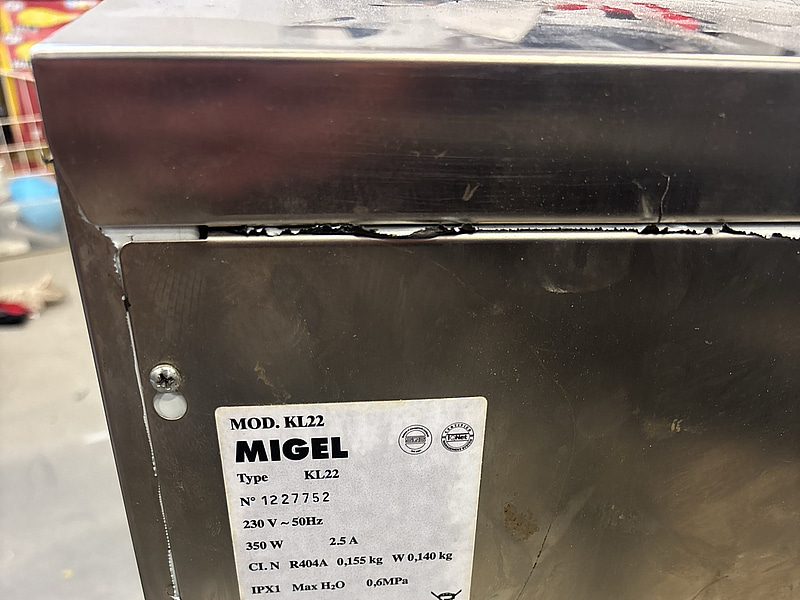 MOD. KL22
MIGEL
Type KL22
N° 1227752
230 V ~ 50Hz
350 W 2.5 A
CI. N R404A 0,155 kg W 0,140 kg
IPX1 Max H₂O 0,6MPa